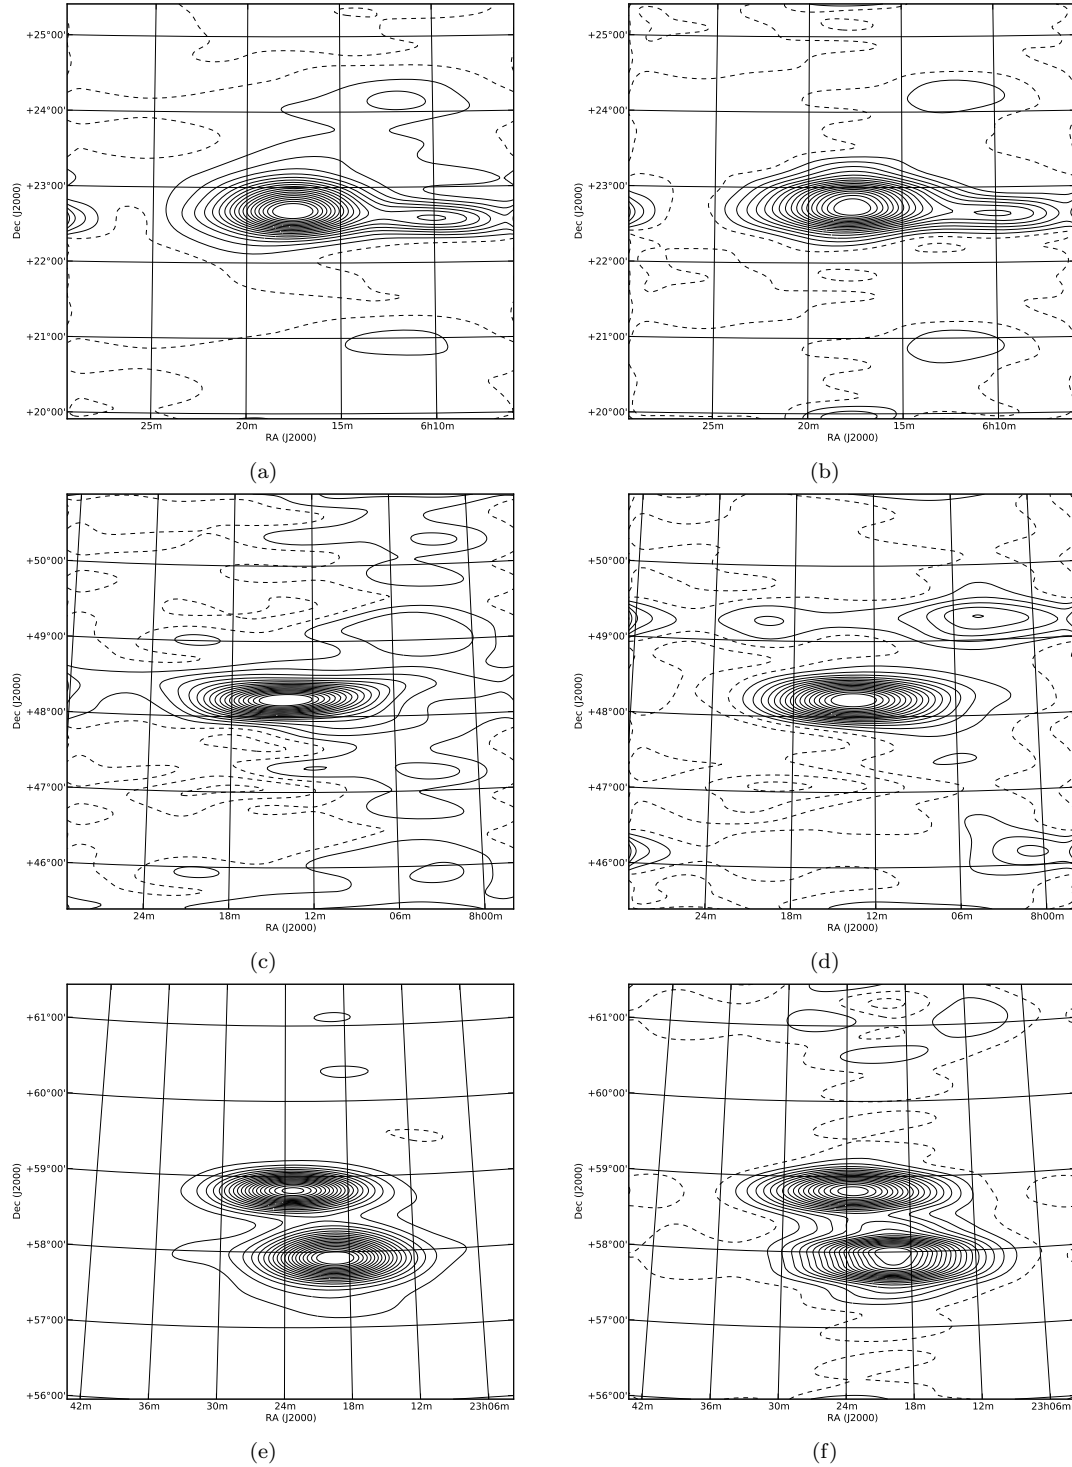 +25°00' +25°00'
+24°00' +24°00'
+23°00' +23°00'
Dec (J2000) Dec (J2000)
+22°00' +22°00'
+21°00' +21°00'
+20°00' +20°00'
25m 20m 15m 6h10m 25m 20m 15m 6h10m
RA (J2000) RA (J2000)
(a) (b)
+50°00' +50°00'
+49°00' +49°00'
Dec (J2000) Dec (J2000)
+48°00' +48°00'
+47°00' +47°00'
+46°00' +46°00'
24m 18m 12m 06m 8h00m 24m 18m 12m 06m 8h00m
RA (J2000) RA (J2000)
(c) (d)
+61°00' +61°00'
+60°00' +60°00'
+59°00' +59°00'
Dec (J2000) Dec (J2000)
+58°00' +58°00'
+57°00' +57°00'
+56°00' +56°00'
42m 36m 30m 24m 18m 12m 23h06m 42m 36m 30m 24m 18m 12m 23h06m
RA (J2000) RA (J2000)
(e) (f)